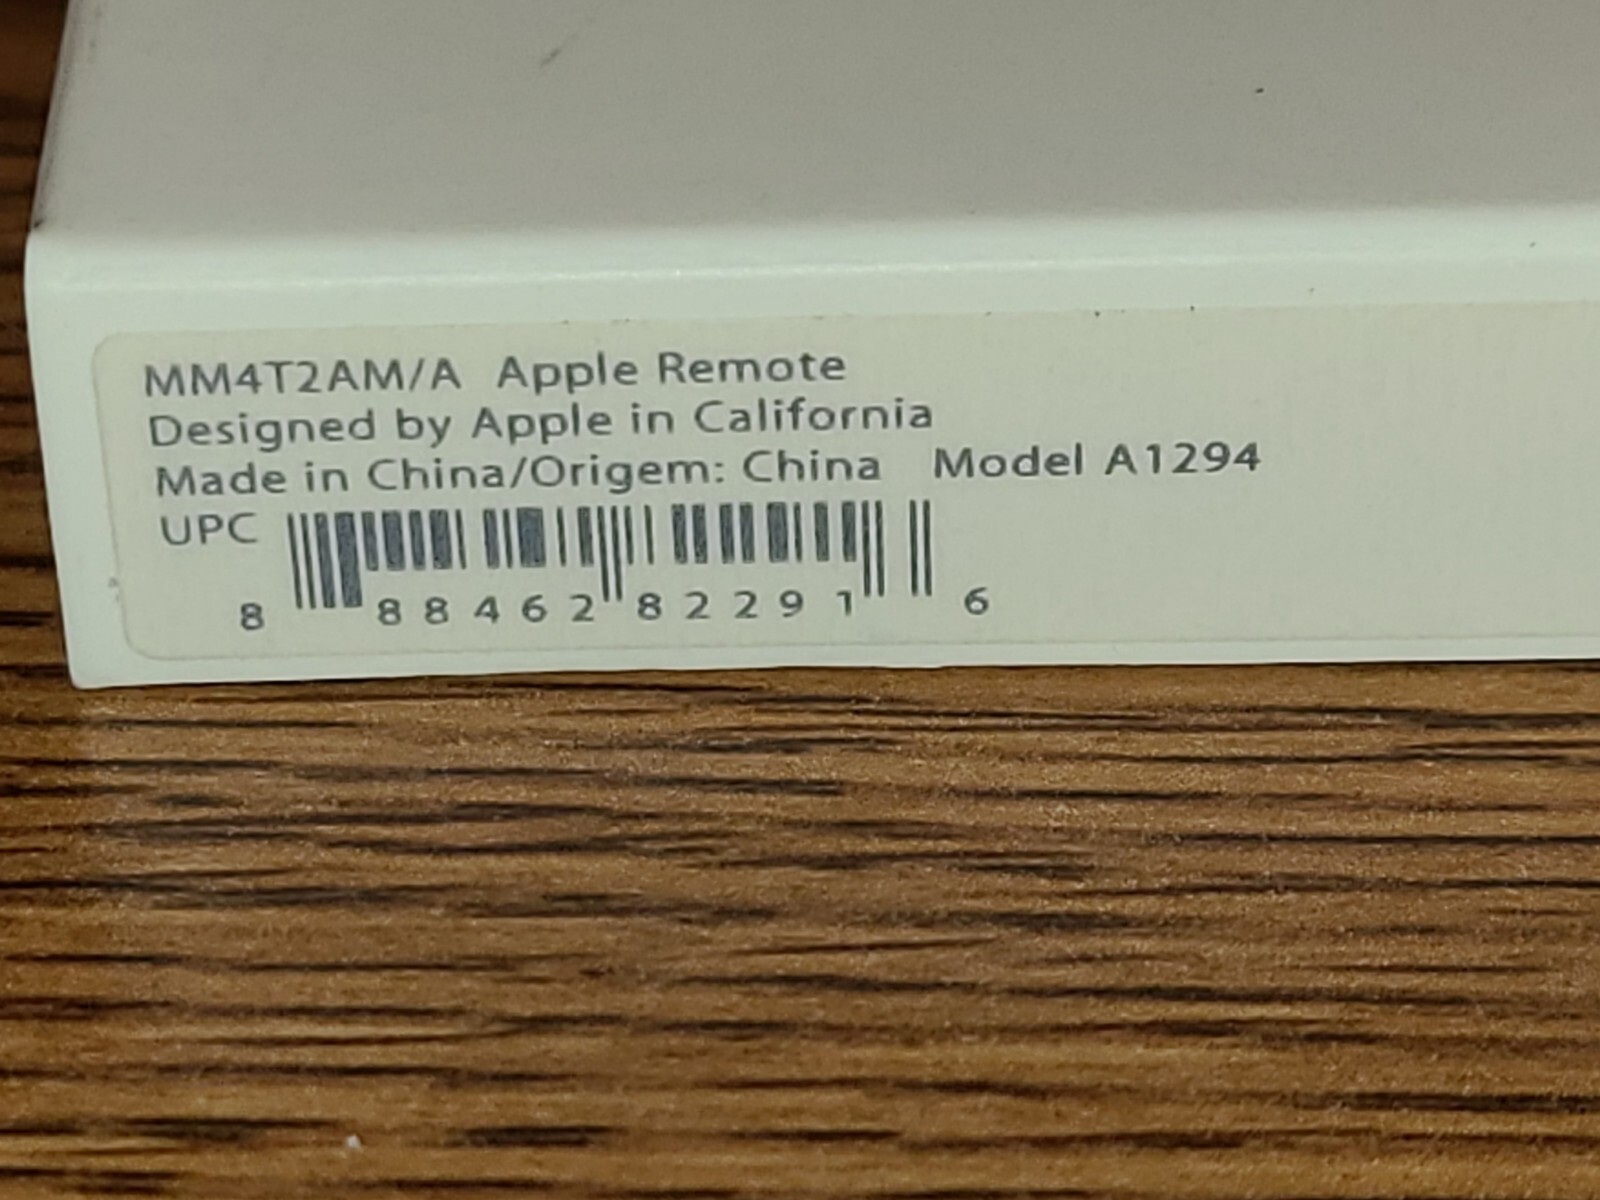 MM4T2AM/A Apple Remote
Designed by Apple in California
Made in China/Origem: China Model A1294
UPC
8 88462 82291 6